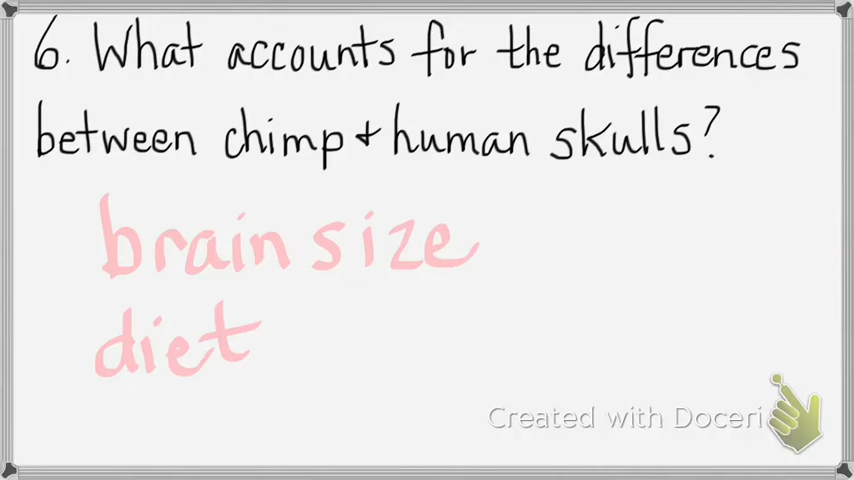 6. What accounts for the differences
between chimp + human skulls?
brain size
diet
Created with Doceri